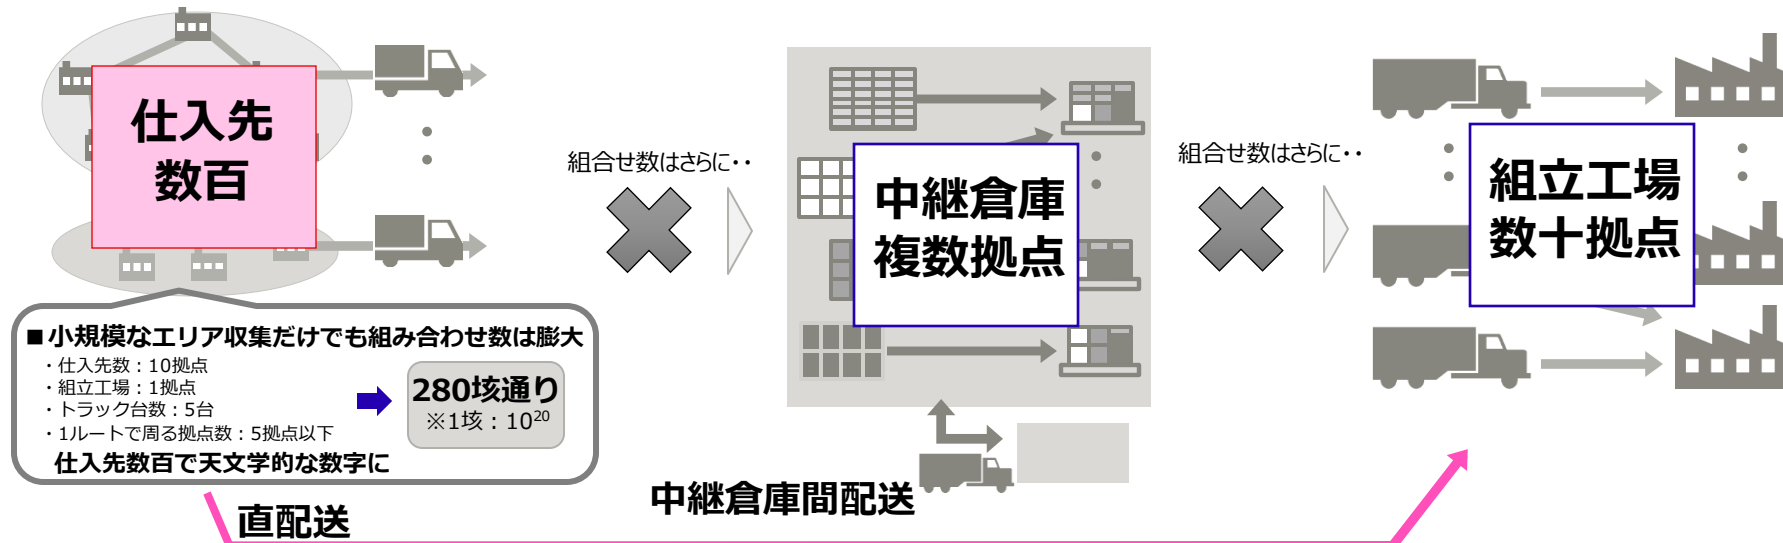 仕入先
数百
組合せ数はさらに・・
中継倉庫
複数拠点
組合せ数はさらに・・
組立工場
数十拠点
■小規模なエリア収集だけでも組み合わせ数は膨大
・仕入先数：10拠点
・組立工場：1拠点
・トラック台数：5台
・1ルートで周る拠点数：5拠点以下
280垓通り
※1垓：10²⁰
仕入先数百で天文学的な数字に
中継倉庫間配送
直配送